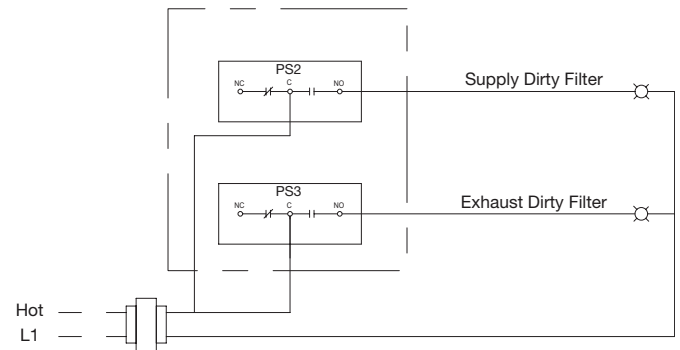 PS2
NC C NO
Supply Dirty Filter
PS3
NC C NO
Exhaust Dirty Filter
Hot
L1